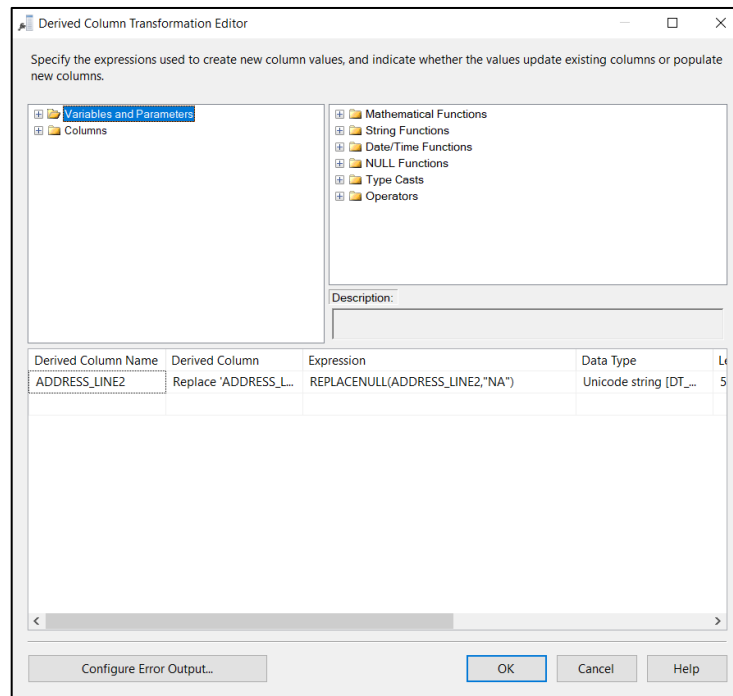 Derived Column Transformation Editor
Specify the expressions used to create new column values, and indicate whether the values update existing columns or populate
new columns.
Variables and Parameters
Columns
Mathematical Functions
String Functions
Date/Time Functions
NULL Functions
Type Casts
Operators
Description:
Derived Column Name Derived Column Expression Data Type Le
ADDRESS_LINE2 Replace 'ADDRESS_L... REPLACENULL(ADDRESS_LINE2,"NA") Unicode string [DT_... 5
Configure Error Output... OK Cancel Help